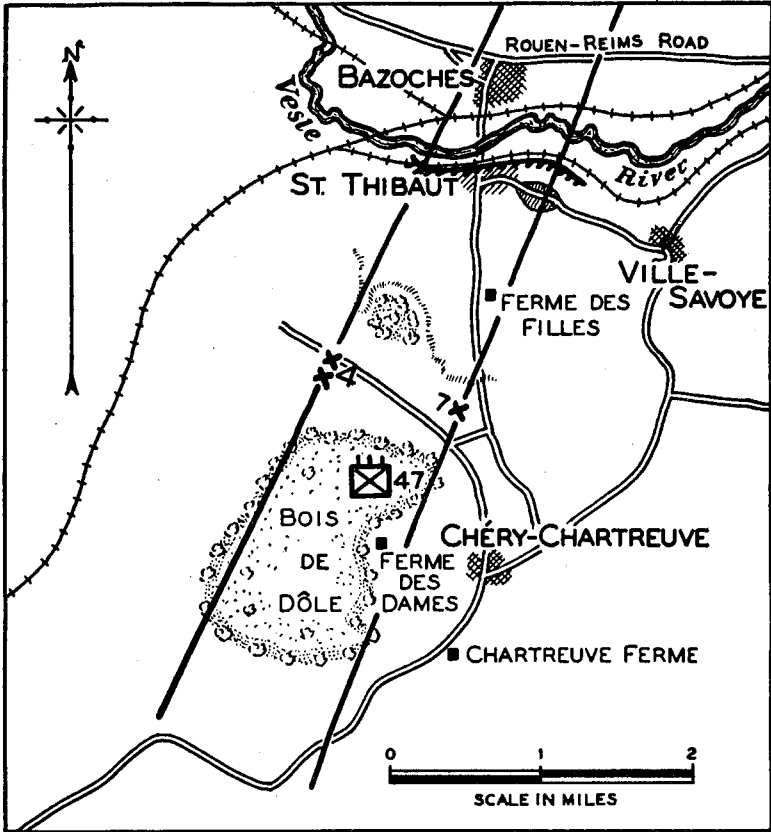 N
ROUEN-REIMS ROAD
BAZOCHES
Vesle
River
ST. THIBAUT
VILLE-
SAVOYE
FERME DES
FILLES
4
7
47
BOIS
DE
DÔLE
CHÉRY-CHARTREUVE
FERME
DES
DAMES
CHARTREUVE FERME
0 1 2
SCALE IN MILES